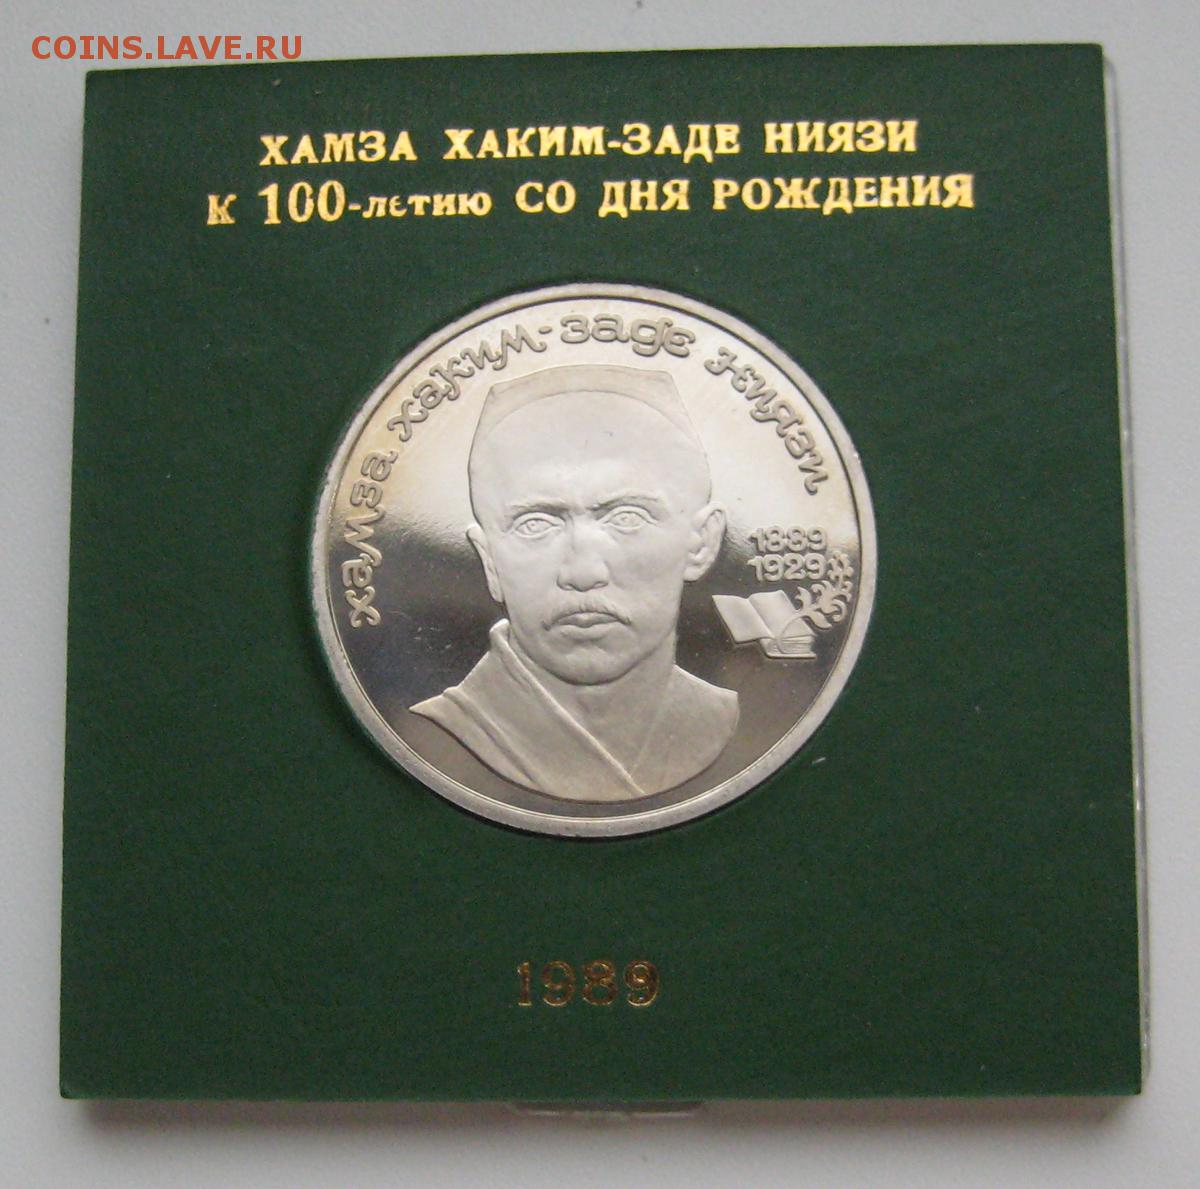 COINS.LAVE.RU
ХАМЗА ХАКИМ-ЗАДЕ НИЯЗИ
К 100-летию СО ДНЯ РОЖДЕНИЯ
хамза хаким-заде ниязи
1889
1929
1989